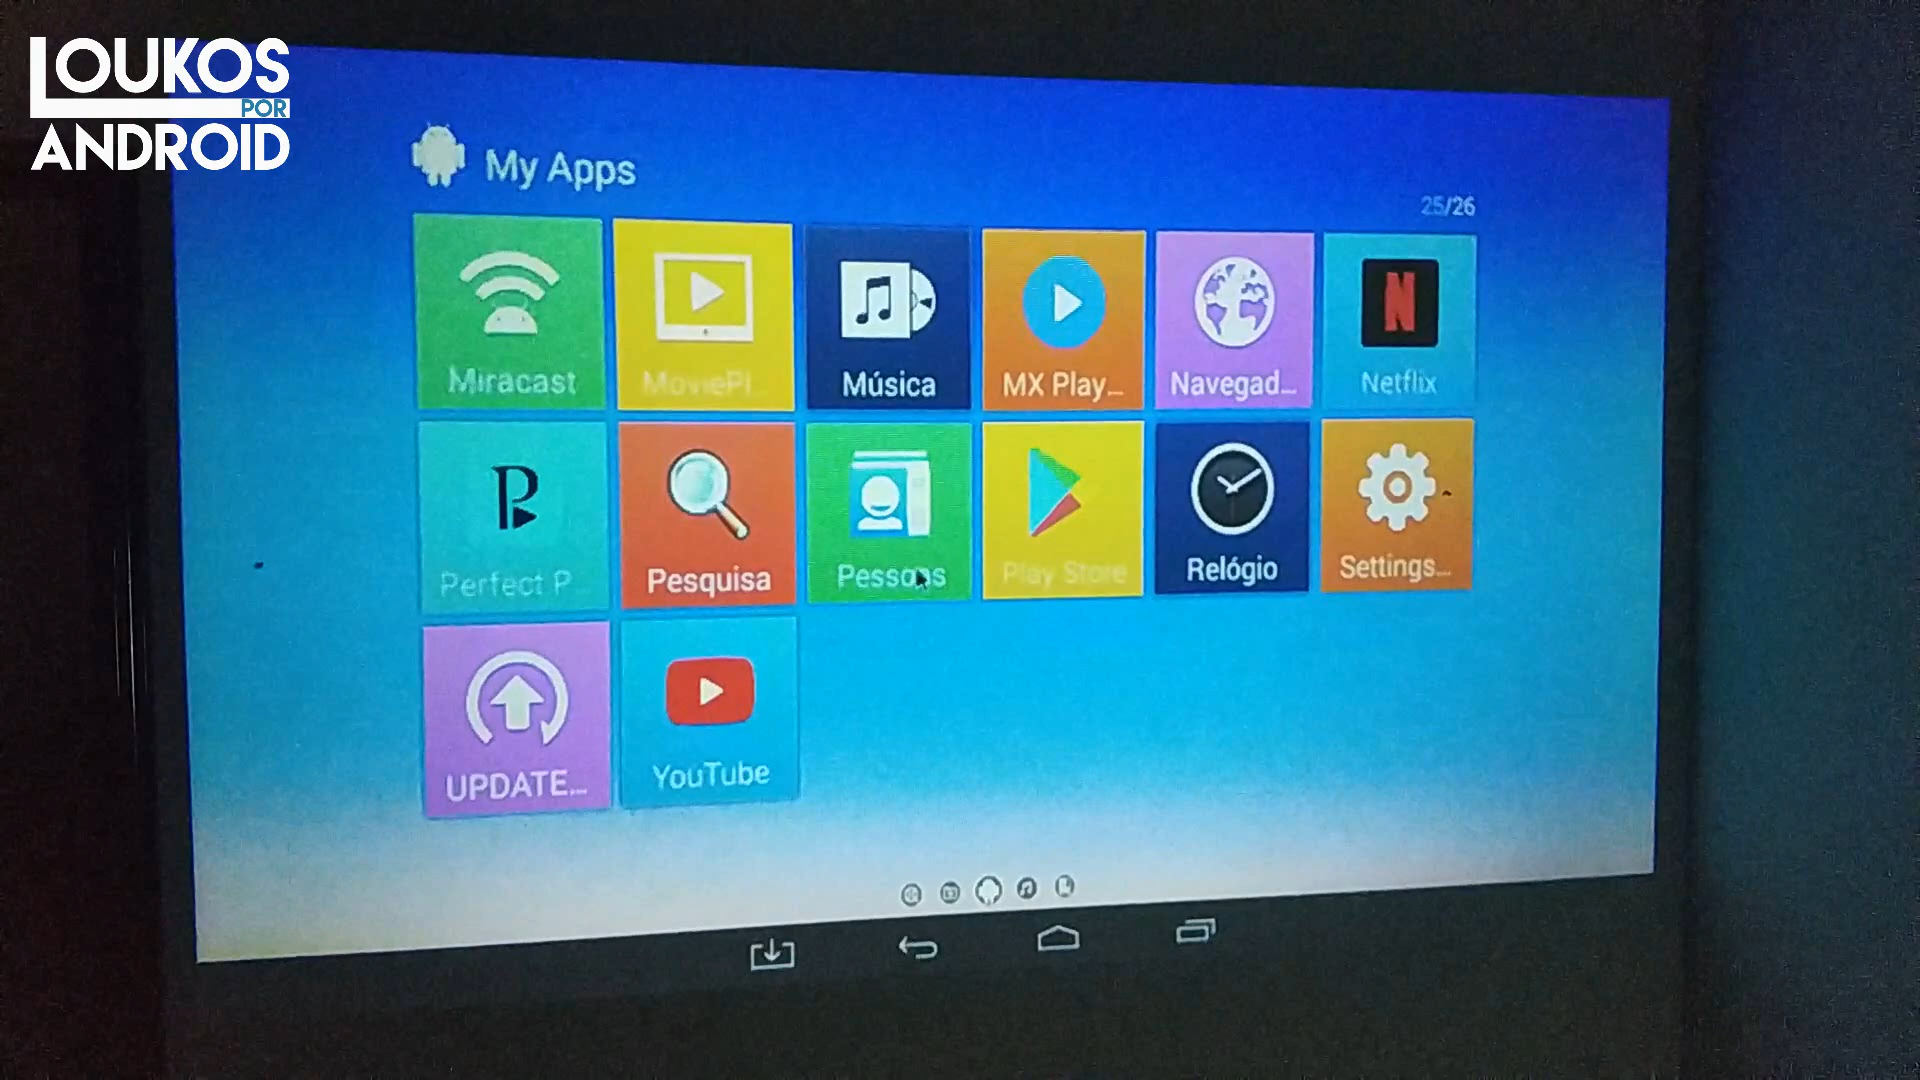 LOUKOS
POR
ANDROID
My Apps
25/26
Miracast
MoviePl...
Música
MX Play...
Navegad...
Netflix
Perfect P...
Pesquisa
Pessoas
Play Store
Relógio
Settings...
UPDATE...
YouTube